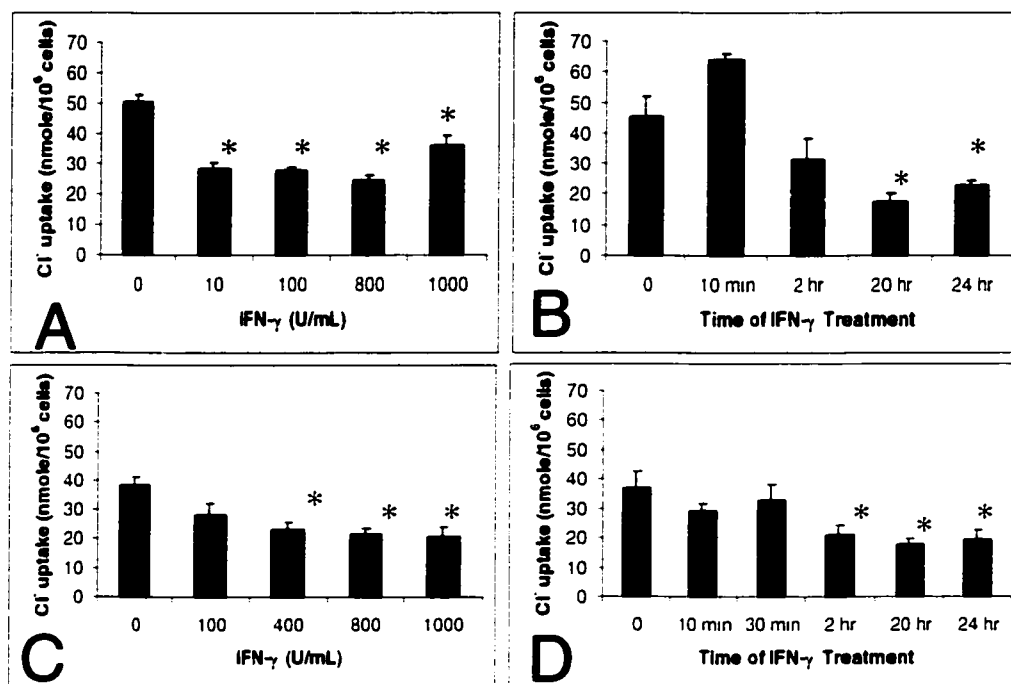 Cl⁻ uptake (nmole/10⁶ cells)
70
60
50
40
30
20
10
0
* * * *
0 10 100 800 1000
IFN-γ (U/mL)
A
Cl⁻ uptake (nmole/10⁶ cells)
70
60
50
40
30
20
10
0
* *
0 10 min 2 hr 20 hr 24 hr
Time of IFN-γ Treatment
B
Cl⁻ uptake (nmole/10⁶ cells)
70
60
50
40
30
20
10
0
* * *
0 100 400 800 1000
IFN-γ (U/mL)
C
Cl⁻ uptake (nmole/10⁶ cells)
70
60
50
40
30
20
10
0
* * *
0 10 min 30 min 2 hr 20 hr 24 hr
Time of IFN-γ Treatment
D